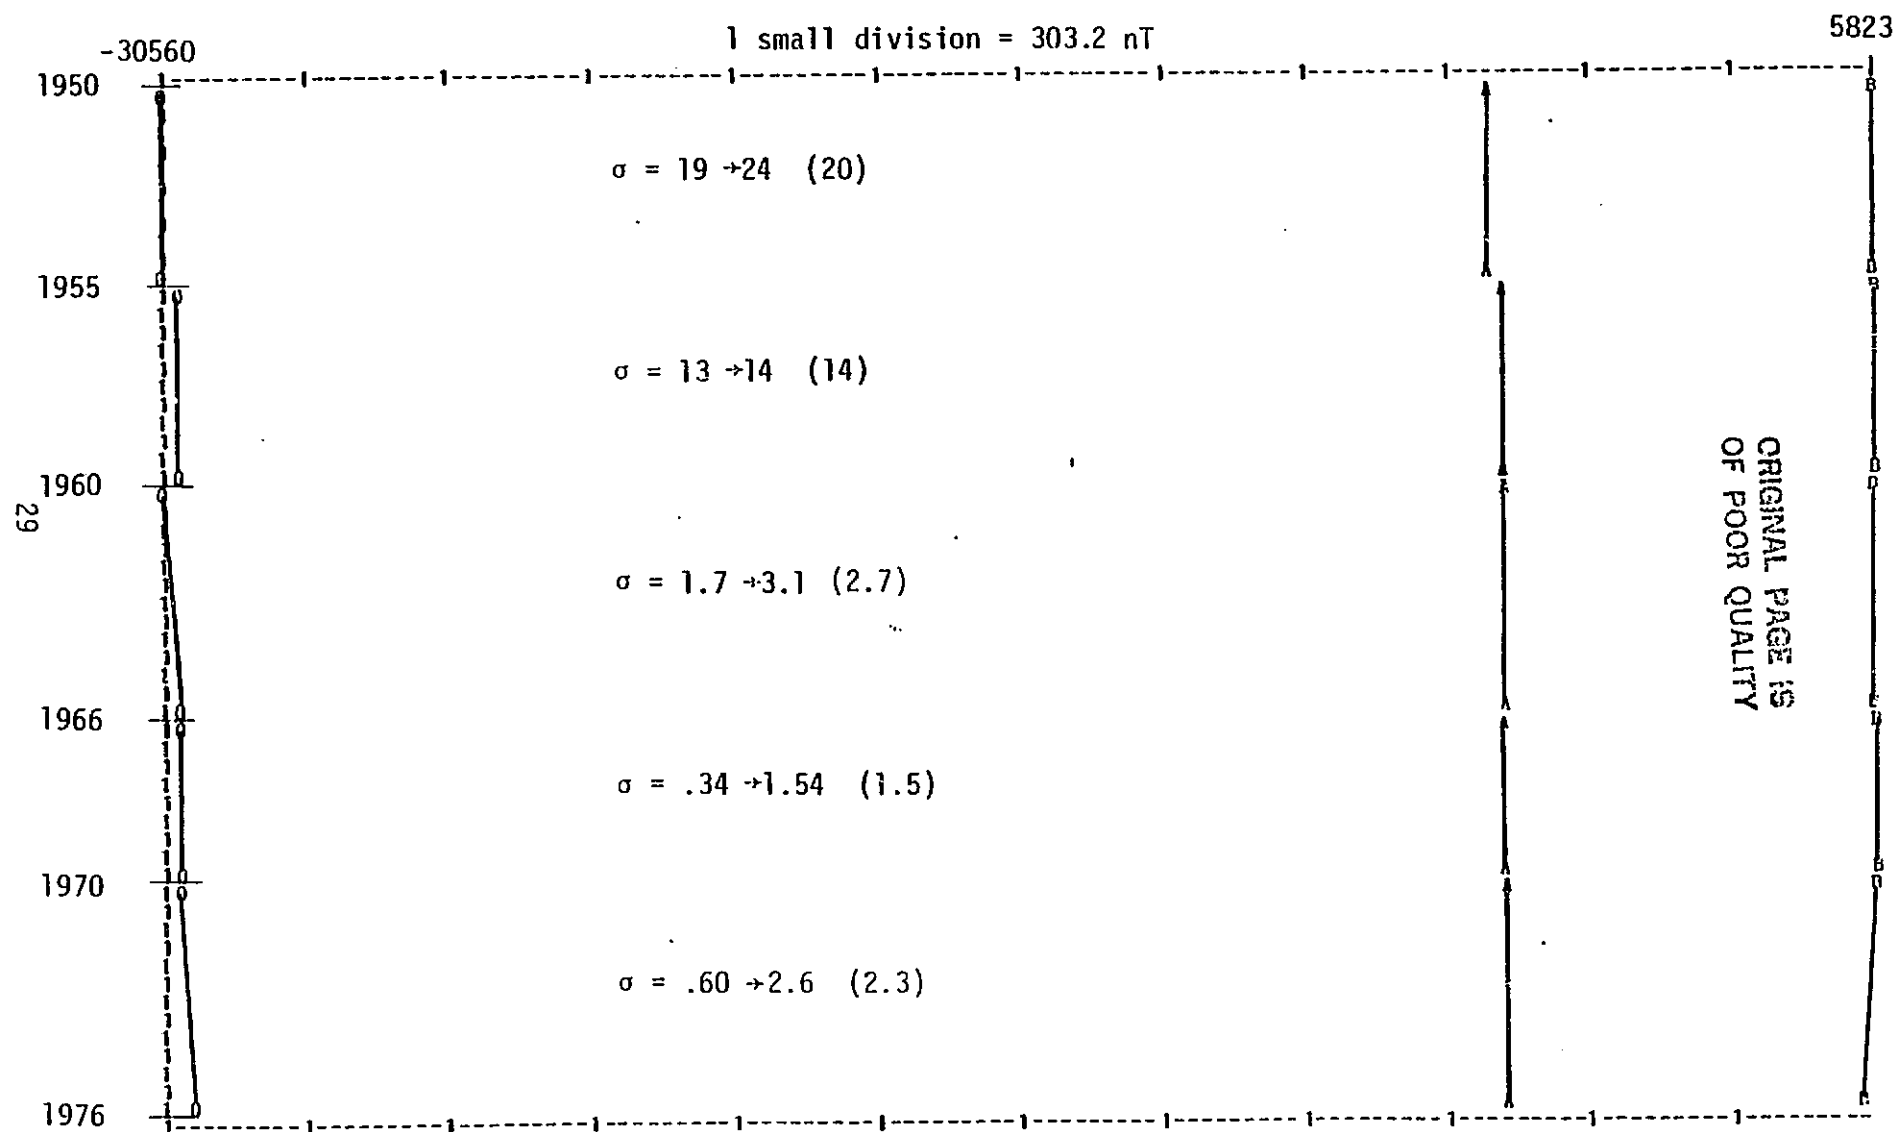 1 small division = 303.2 nT
-30560
5823
1950
σ = 19 →24 (20)
1955
σ = 13 →14 (14)
1960
29
σ = 1.7 →3.1 (2.7)
ORIGINAL PAGE IS
OF POOR QUALITY
1966
σ = .34 →1.54 (1.5)
1970
σ = .60 →2.6 (2.3)
1976